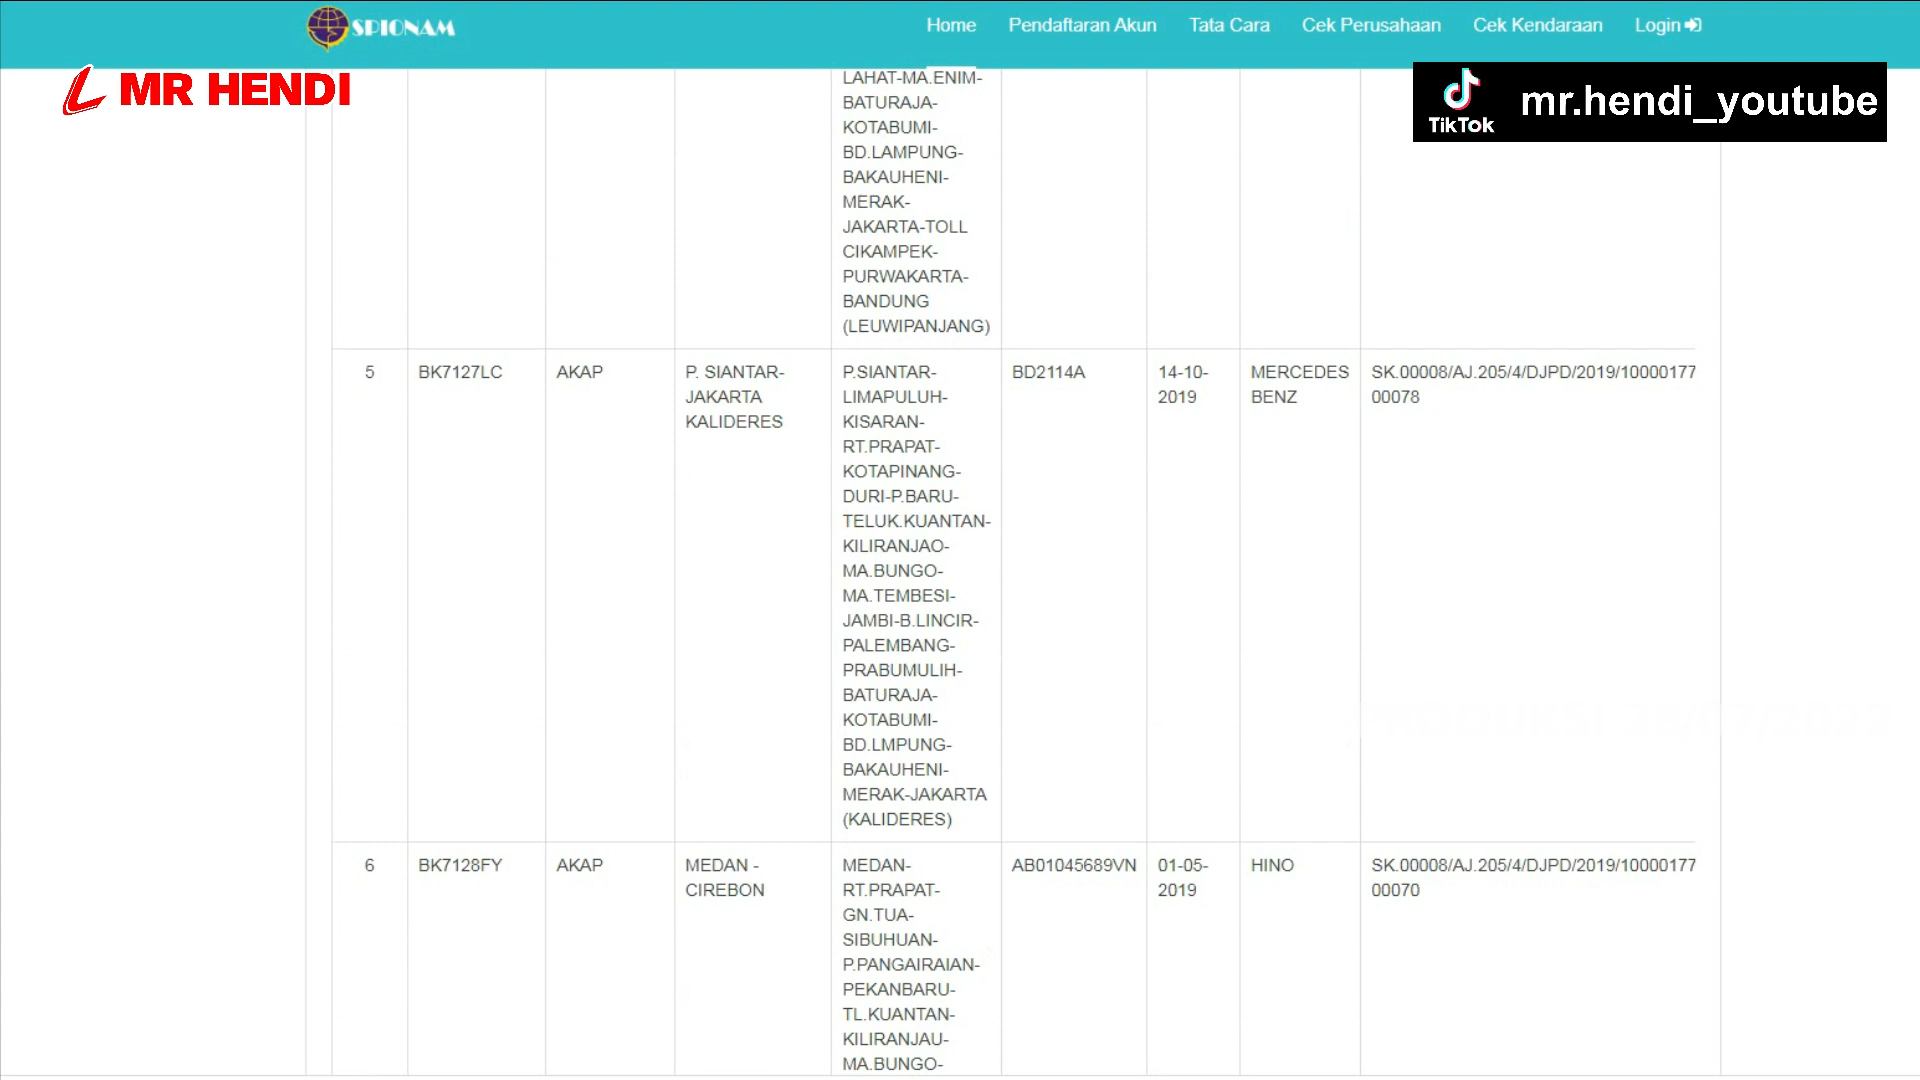 SPIONAM
Home
Pendaftaran Akun
Tata Cara
Cek Perusahaan
Cek Kendaraan
Login
MR HENDI
TikTok
mr.hendi_youtube
LAHAT-MA.ENIM-
BATURAJA-
KOTABUMI-
BD.LAMPUNG-
BAKAUHENI-
MERAK-
JAKARTA-TOLL
CIKAMPEK-
PURWAKARTA-
BANDUNG
(LEUWIPANJANG)
5
BK7127LC
AKAP
P. SIANTAR-
JAKARTA
KALIDERES
P.SIANTAR-
LIMAPULUH-
KISARAN-
RT.PRAPAT-
KOTAPINANG-
DURI-P.BARU-
TELUK.KUANTAN-
KILIRANJAO-
MA.BUNGO-
MA.TEMBESI-
JAMBI-B.LINCIR-
PALEMBANG-
PRABUMULIH-
BATURAJA-
KOTABUMI-
BD.LMPUNG-
BAKAUHENI-
MERAK-JAKARTA
(KALIDERES)
BD2114A
14-10-
2019
MERCEDES
BENZ
SK.00008/AJ.205/4/DJPD/2019/10000177
00078
6
BK7128FY
AKAP
MEDAN -
CIREBON
MEDAN-
RT.PRAPAT-
GN.TUA-
SIBUHUAN-
P.PANGAIRAIAN-
PEKANBARU-
TL.KUANTAN-
KILIRANJAU-
MA.BUNGO-
AB01045689VN
01-05-
2019
HINO
SK.00008/AJ.205/4/DJPD/2019/10000177
00070